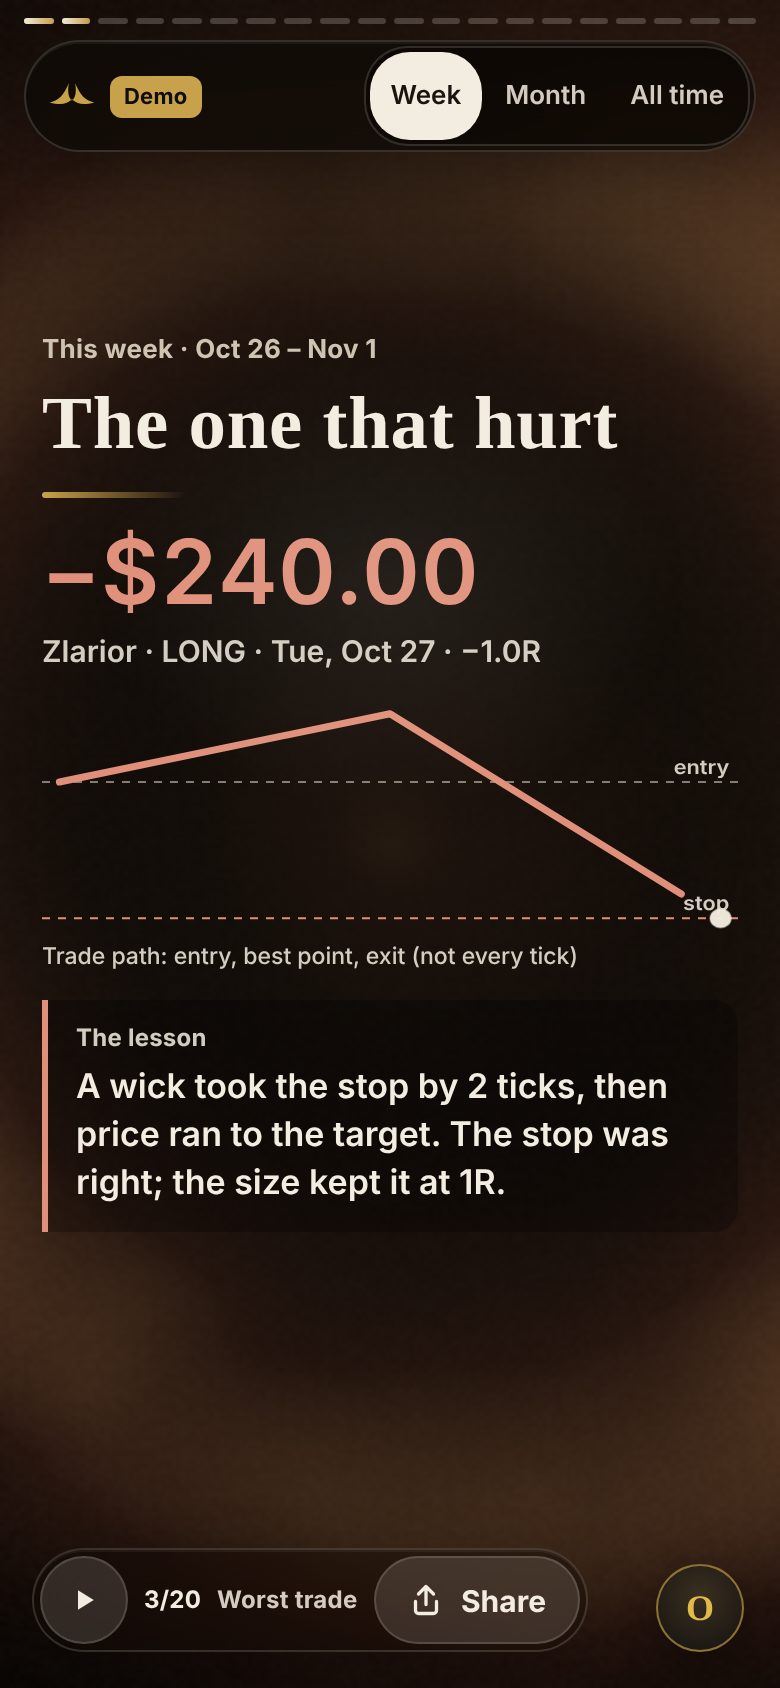 Demo
Week Month All time
This week · Oct 26 – Nov 1
The one that hurt
−$240.00
Zlarior · LONG · Tue, Oct 27 · −1.0R
entry
stop
Trade path: entry, best point, exit (not every tick)
The lesson
A wick took the stop by 2 ticks, then
price ran to the target. The stop was
right; the size kept it at 1R.
3/20 Worst trade Share
O